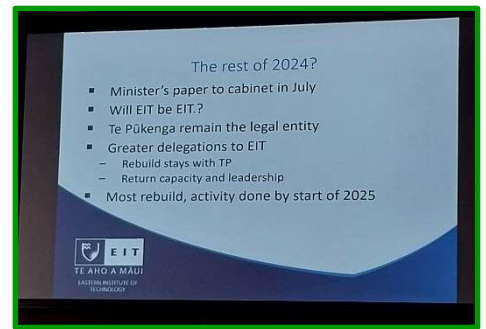 The rest of 2024?
▪ Minister's paper to cabinet in July
▪ Will EIT be EIT.?
▪ Te Pūkenga remain the legal entity
▪ Greater delegations to EIT
– Rebuild stays with TP
– Return capacity and leadership
▪ Most rebuild, activity done by start of 2025
EIT
TE AHO A MĀUI
EASTERN INSTITUTE OF
TECHNOLOGY